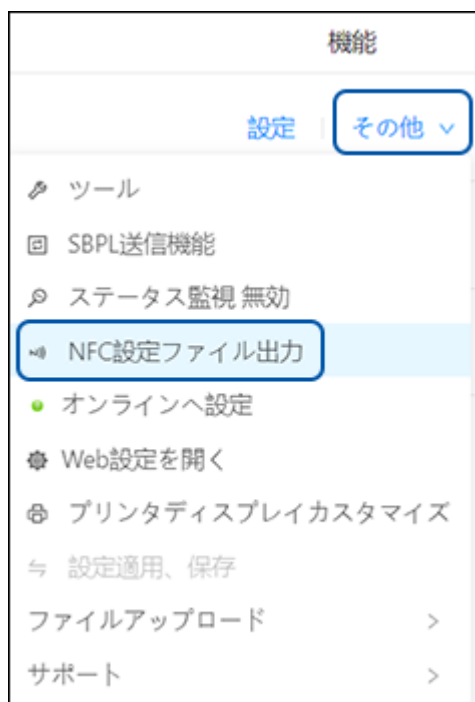 機能
設定 その他
ツール
SBPL送信機能
ステータス監視 無効
NFC設定ファイル出力
オンラインへ設定
Web設定を開く
プリンタディスプレイカスタマイズ
設定適用、保存
ファイルアップロード
サポート